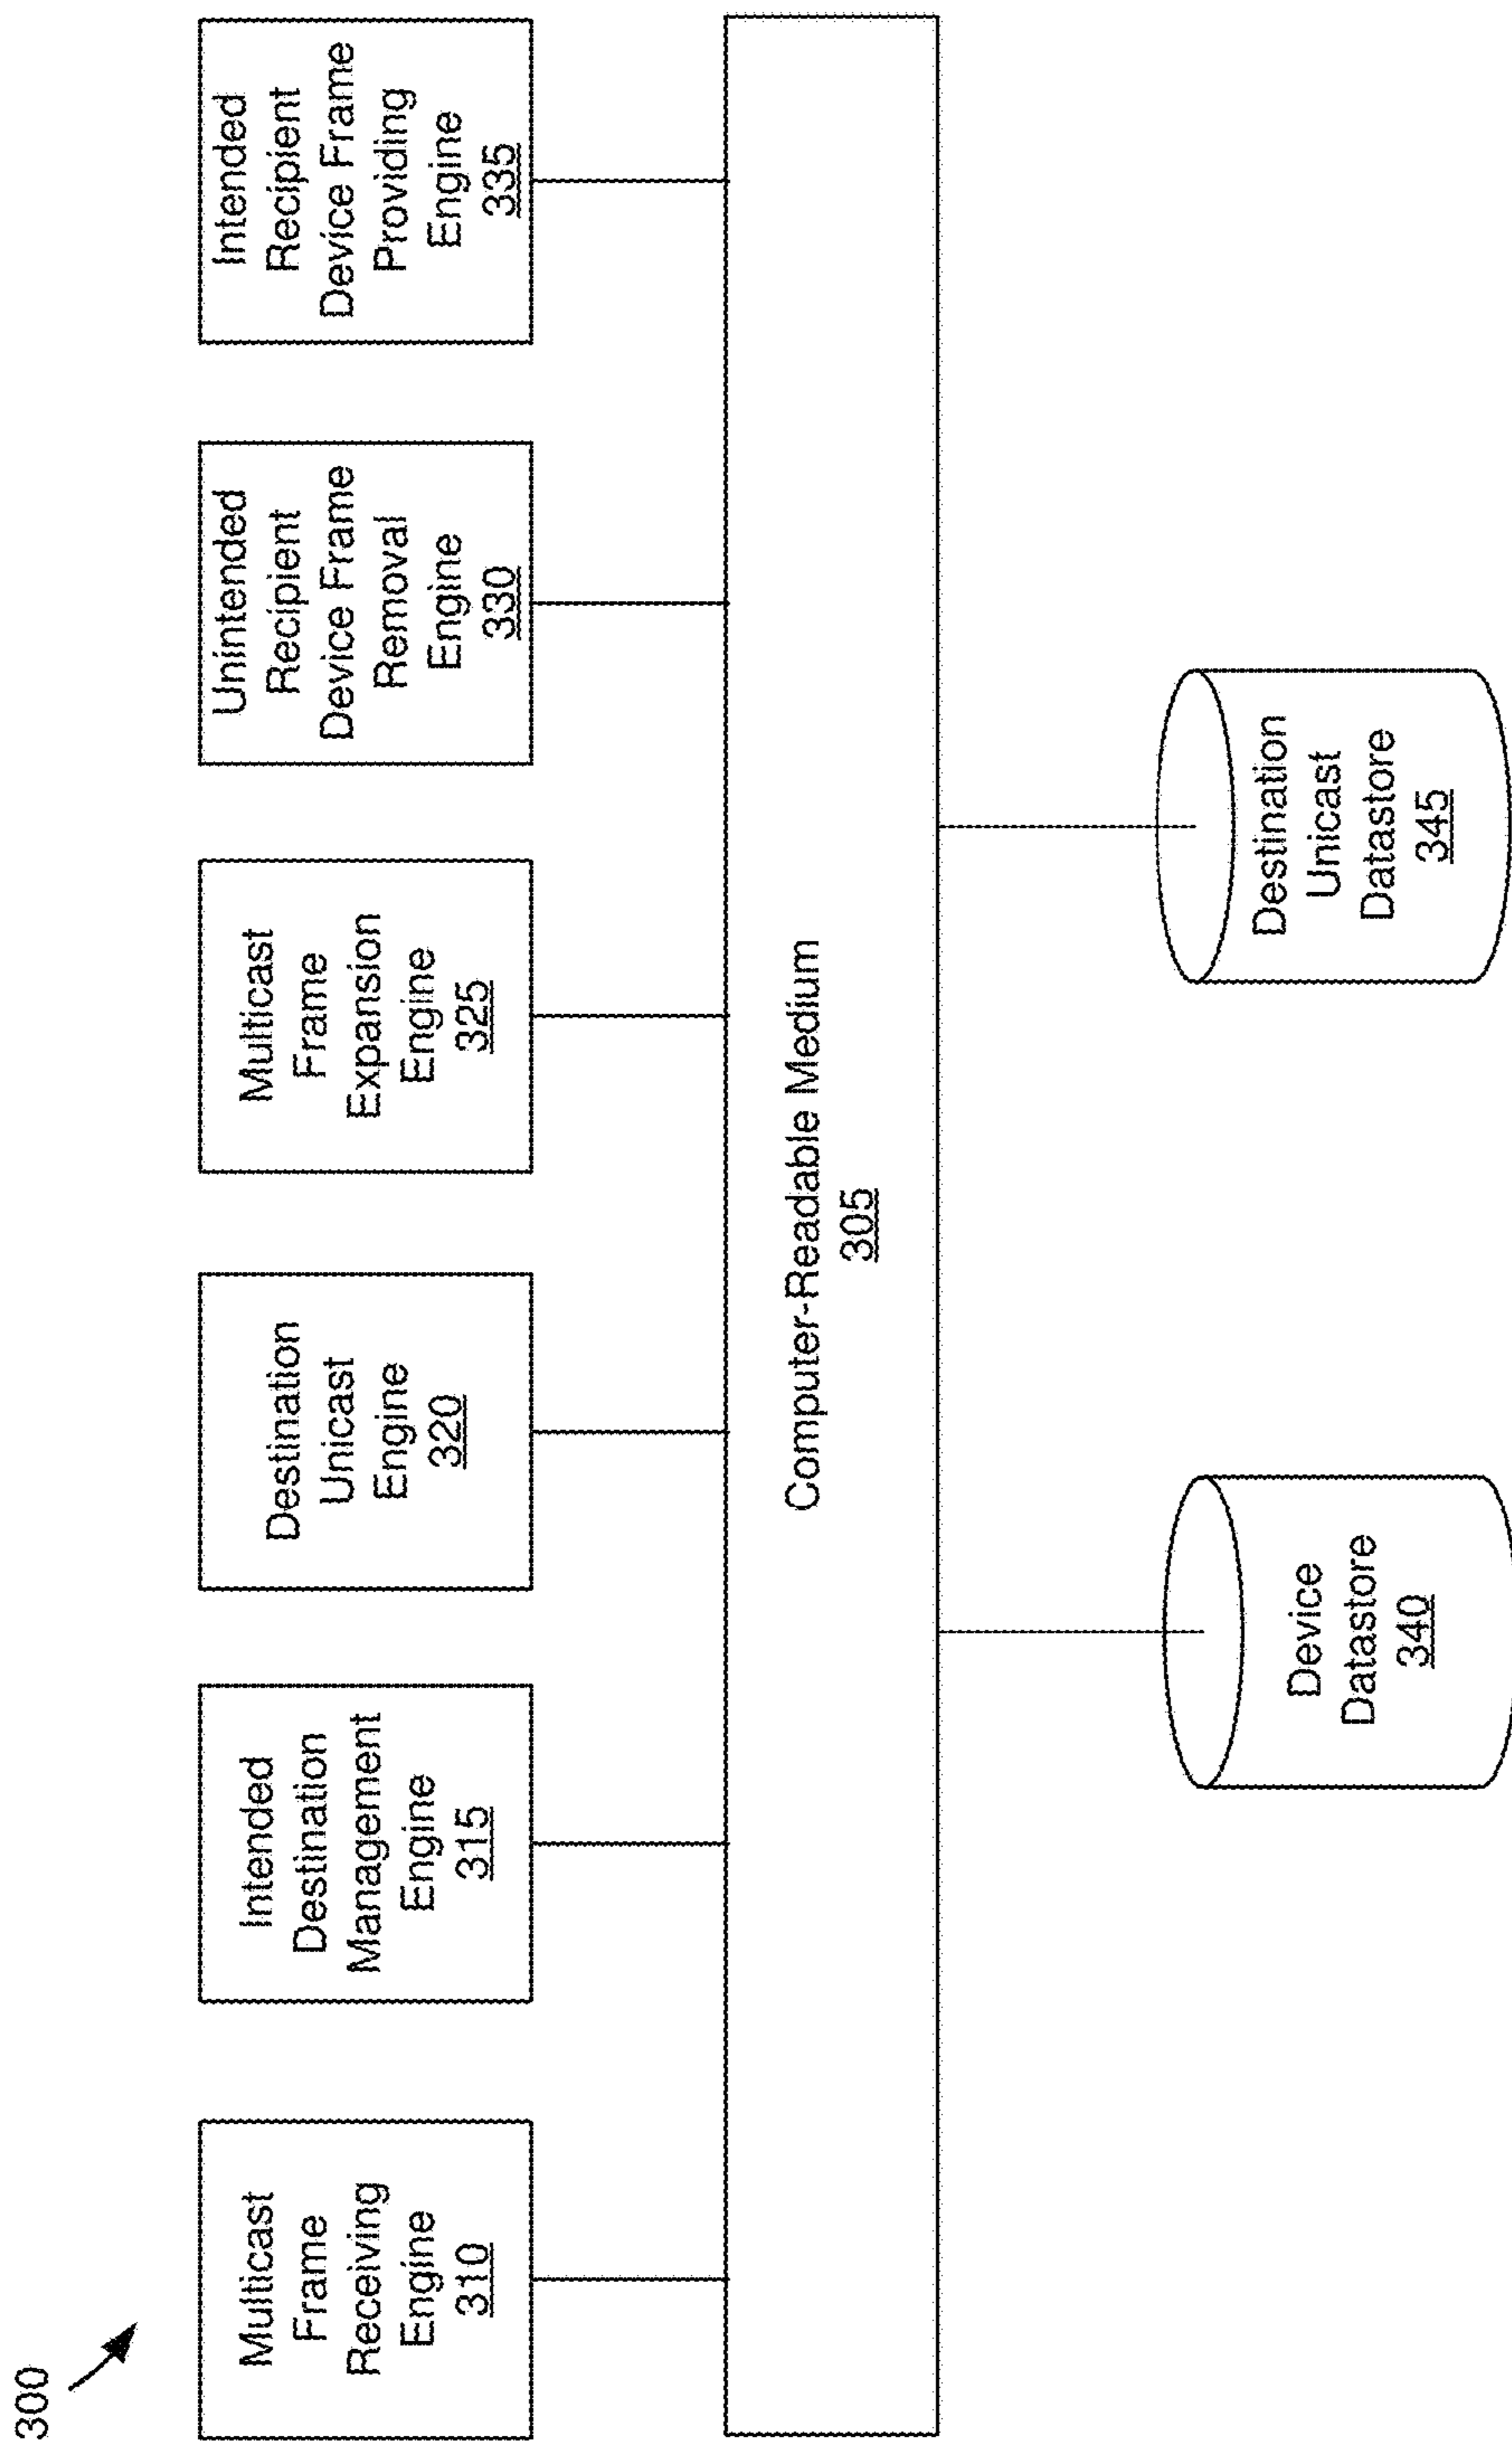 300
Multicast
Frame
Receiving
Engine
310
Intended
Destination
Management
Engine
315
Destination
Unicast
Engine
320
Multicast
Frame
Expansion
Engine
325
Unintended
Recipient
Device Frame
Removal
Engine
330
Intended
Recipient
Device Frame
Providing
Engine
335
Computer-Readable Medium
305
Device
Datastore
340
Destination
Unicast
Datastore
345